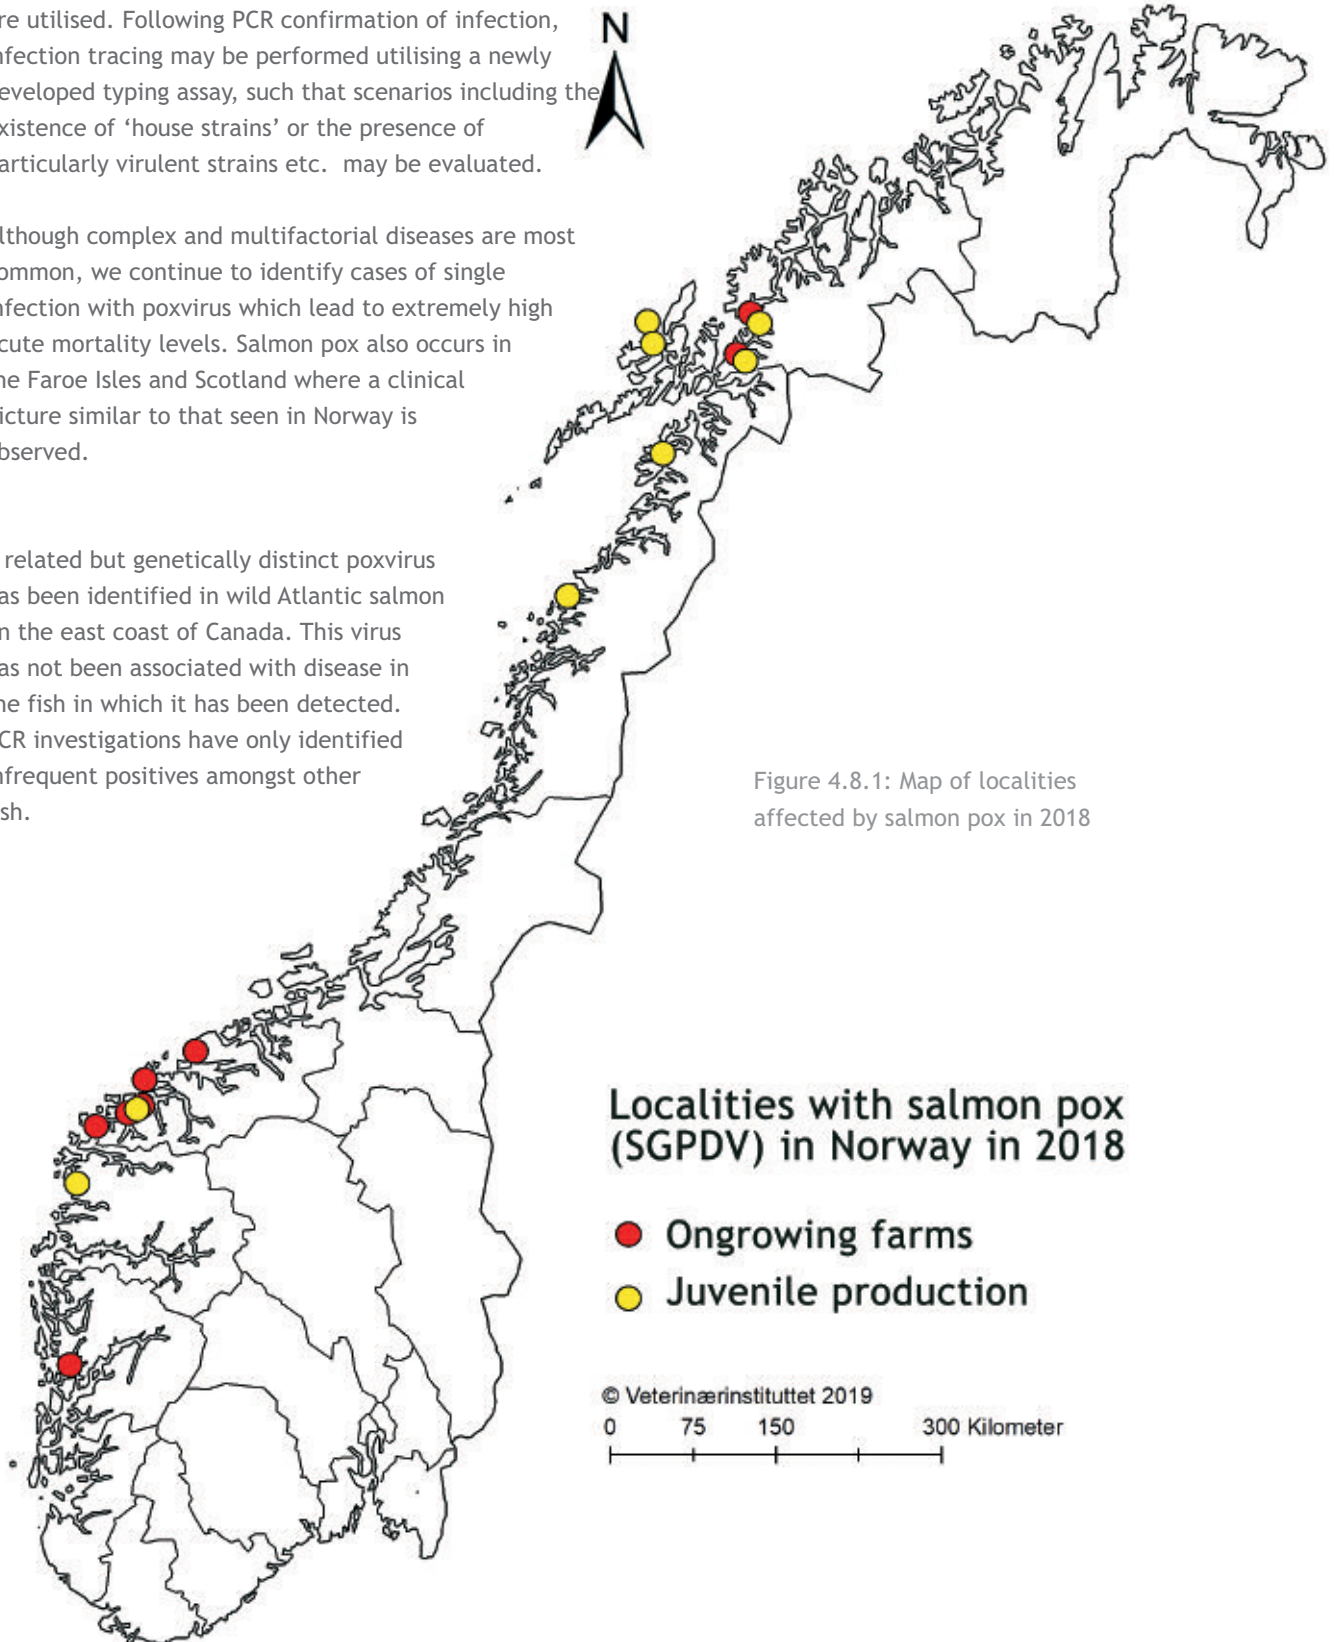 re utilised. Following PCR confirmation of infection,
nfection tracing may be performed utilising a newly
eveloped typing assay, such that scenarios including the
xistence of ‘house strains’ or the presence of
articularly virulent strains etc.  may be evaluated.
lthough complex and multifactorial diseases are most
ommon, we continue to identify cases of single
nfection with poxvirus which lead to extremely high
cute mortality levels. Salmon pox also occurs in
he Faroe Isles and Scotland where a clinical
icture similar to that seen in Norway is
bserved.
related but genetically distinct poxvirus
as been identified in wild Atlantic salmon
n the east coast of Canada. This virus
as not been associated with disease in
he fish in which it has been detected.
CR investigations have only identified
nfrequent positives amongst other
sh.
N
Figure 4.8.1: Map of localities
affected by salmon pox in 2018
Localities with salmon pox
(SGPDV) in Norway in 2018
Ongrowing farms
Juvenile production
© Veterinærinstituttet 2019
0 75 150 300 Kilometer